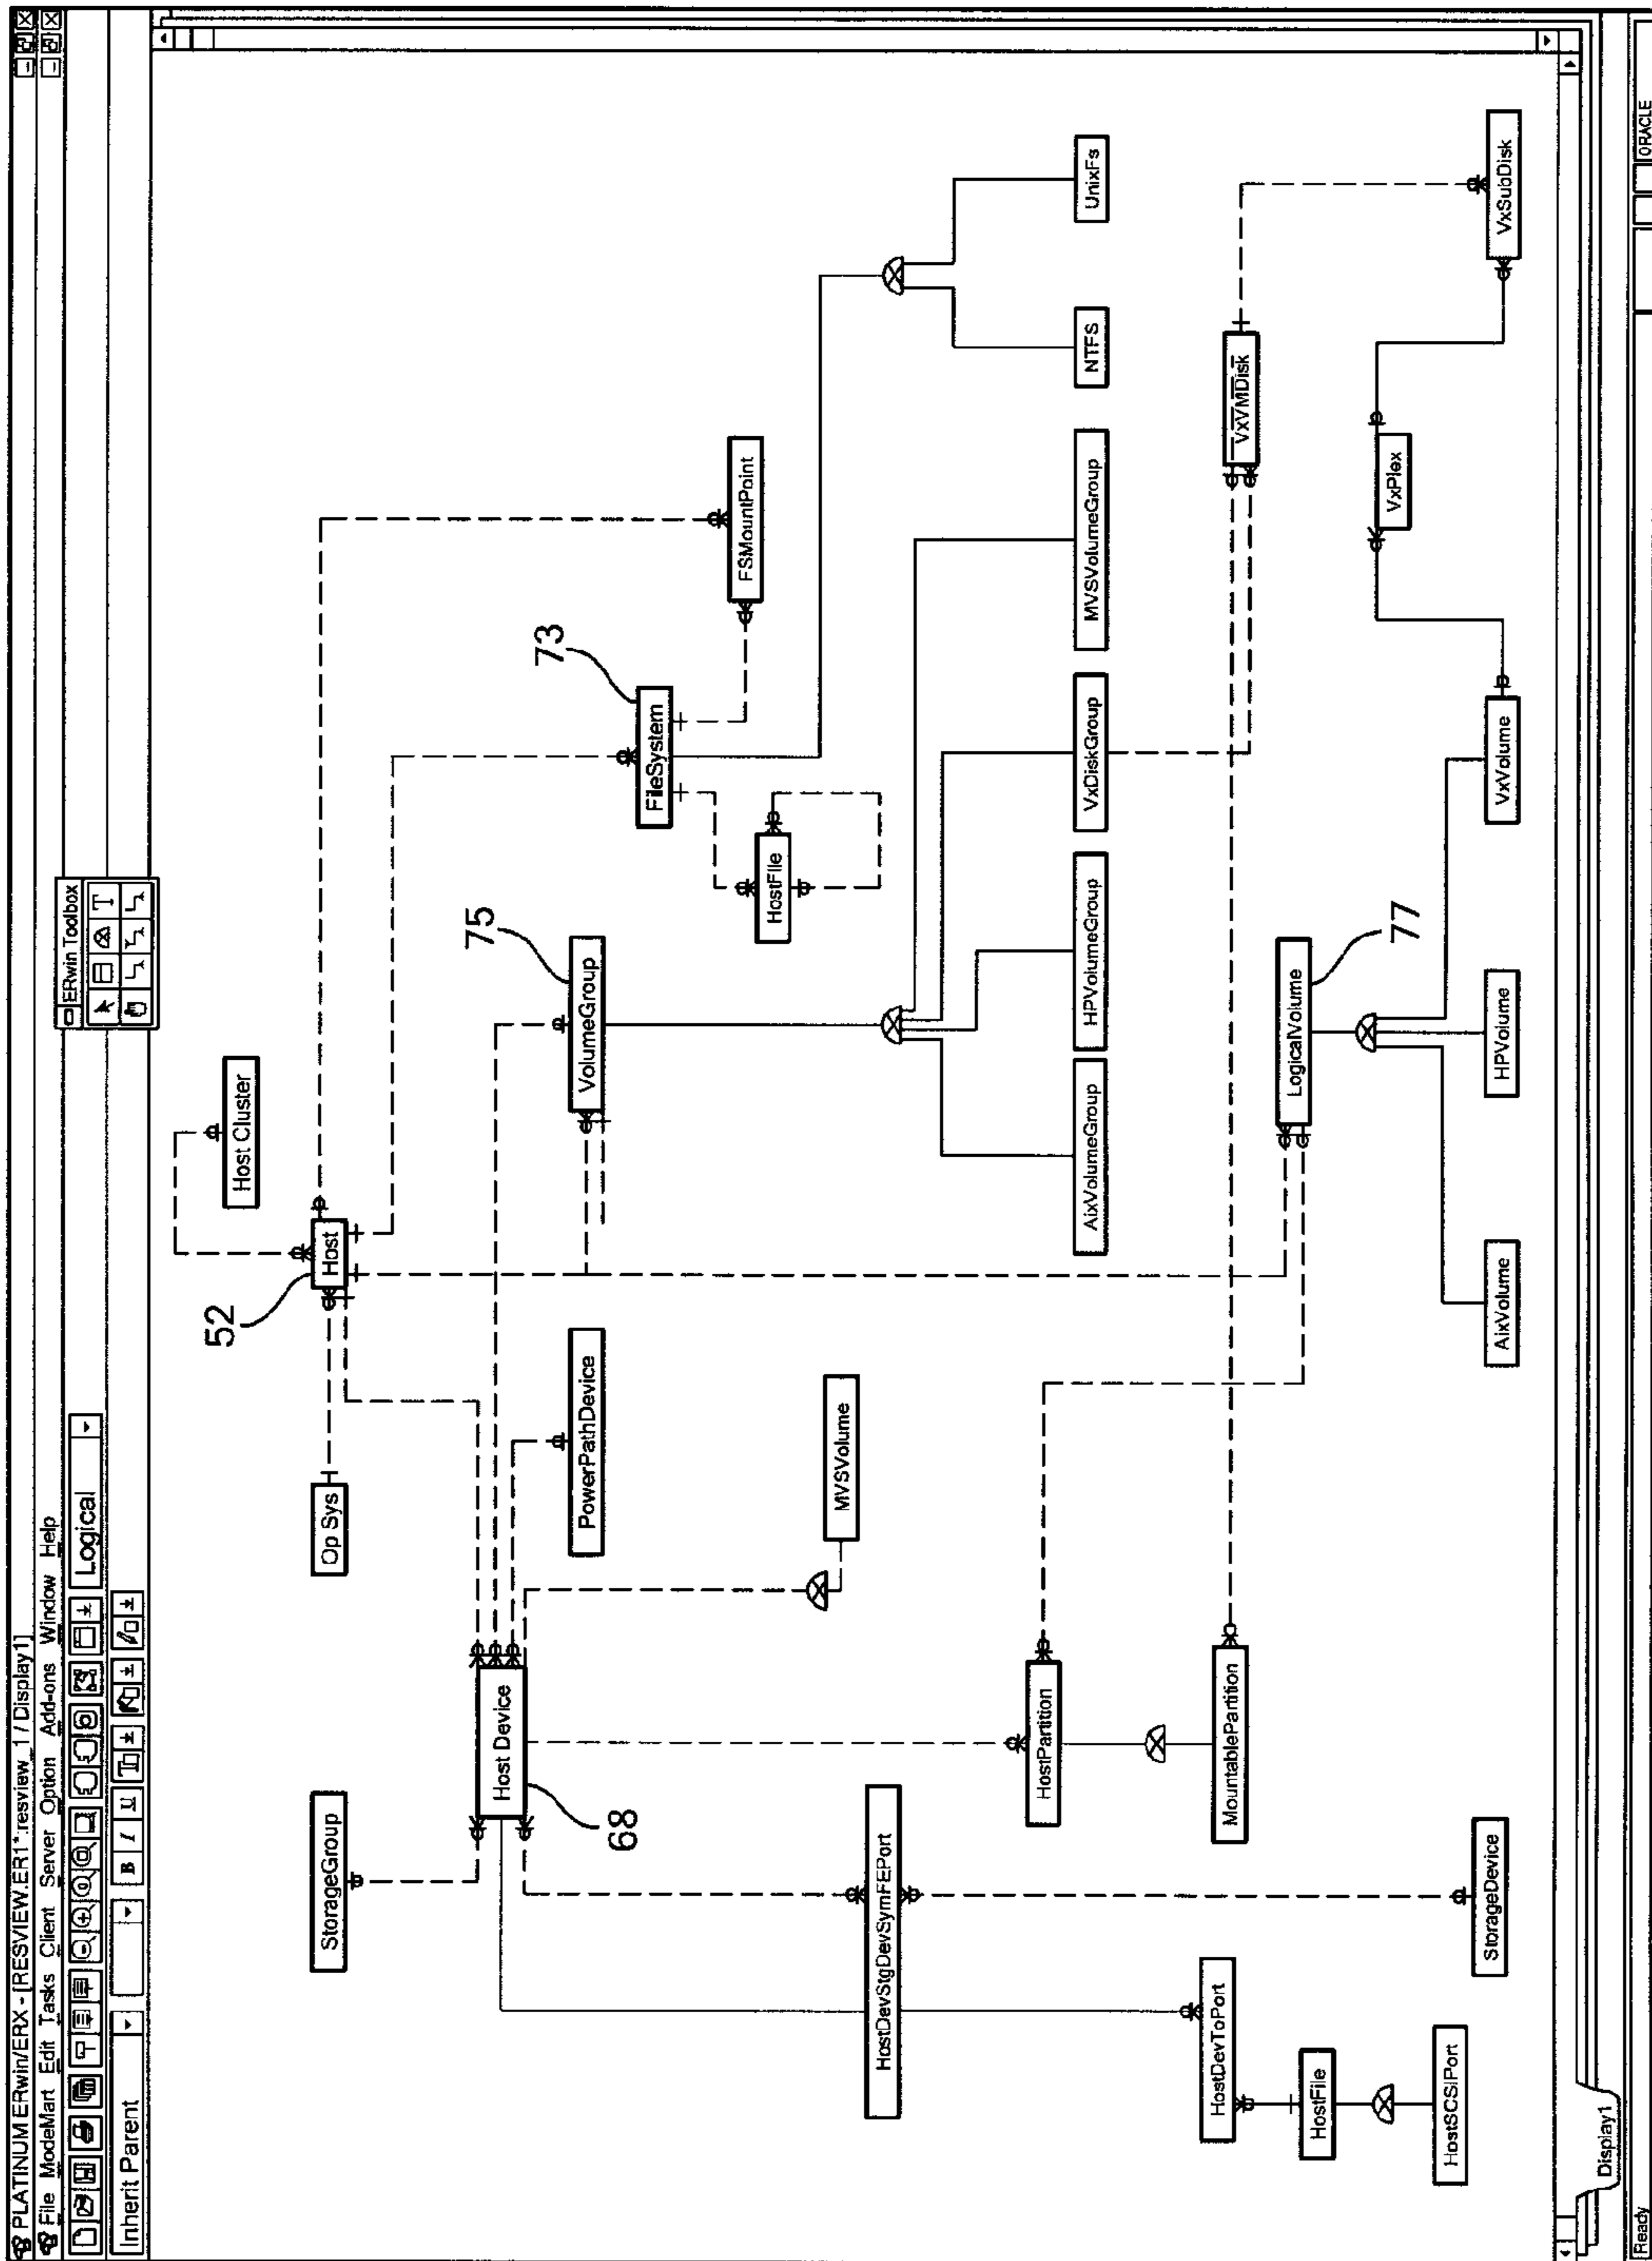 PLATINUM ERwin/ERX - [RESVIEW.ER1*:resview_1 / Display1]
File ModelMart Edit Tasks Client Server Option Add-ons Window Help
Logical
Inherit Parent
B I U
ERwin Toolbox
T
Host Cluster
52
Host
Op Sys
StorageGroup
Host Device
68
PowerPathDevice
75
VolumeGroup
73
FileSystem
FSMountPoint
HostFile
MVSVolume
HostDevStgDevSymFEPort
HostPartition
AixVolumeGroup
HPVolumeGroup
VxDiskGroup
MVSVolumeGroup
NTFS
UnixFs
HostDevToPort
MountablePartition
VxVMDisk
HostFile
LogicalVolume
77
VxPlex
HostSCSIPort
StorageDevice
AixVolume
HPVolume
VxVolume
VxSubDisk
Display1
Ready
ORACLE